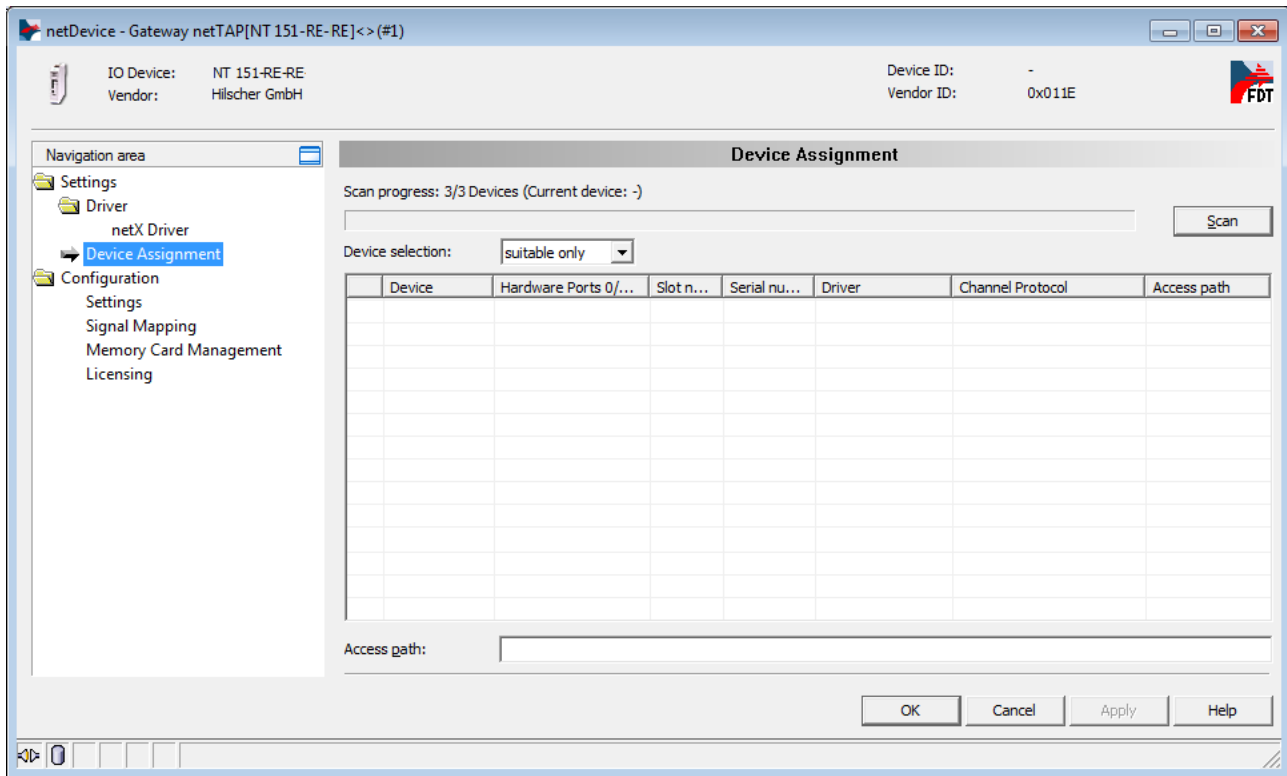 netDevice - Gateway netTAP[NT 151-RE-RE]<>(#1)
IO Device: NT 151-RE-RE Device ID: -
Vendor: Hilscher GmbH Vendor ID: 0x011E
FDT
Navigation area
Device Assignment
Settings
Driver
netX Driver
Device Assignment
Configuration
Settings
Signal Mapping
Memory Card Management
Licensing
Scan progress: 3/3 Devices (Current device: -)
Scan
Device selection: suitable only
Device Hardware Ports 0/... Slot n... Serial nu... Driver Channel Protocol Access path
Access path:
OK Cancel Apply Help